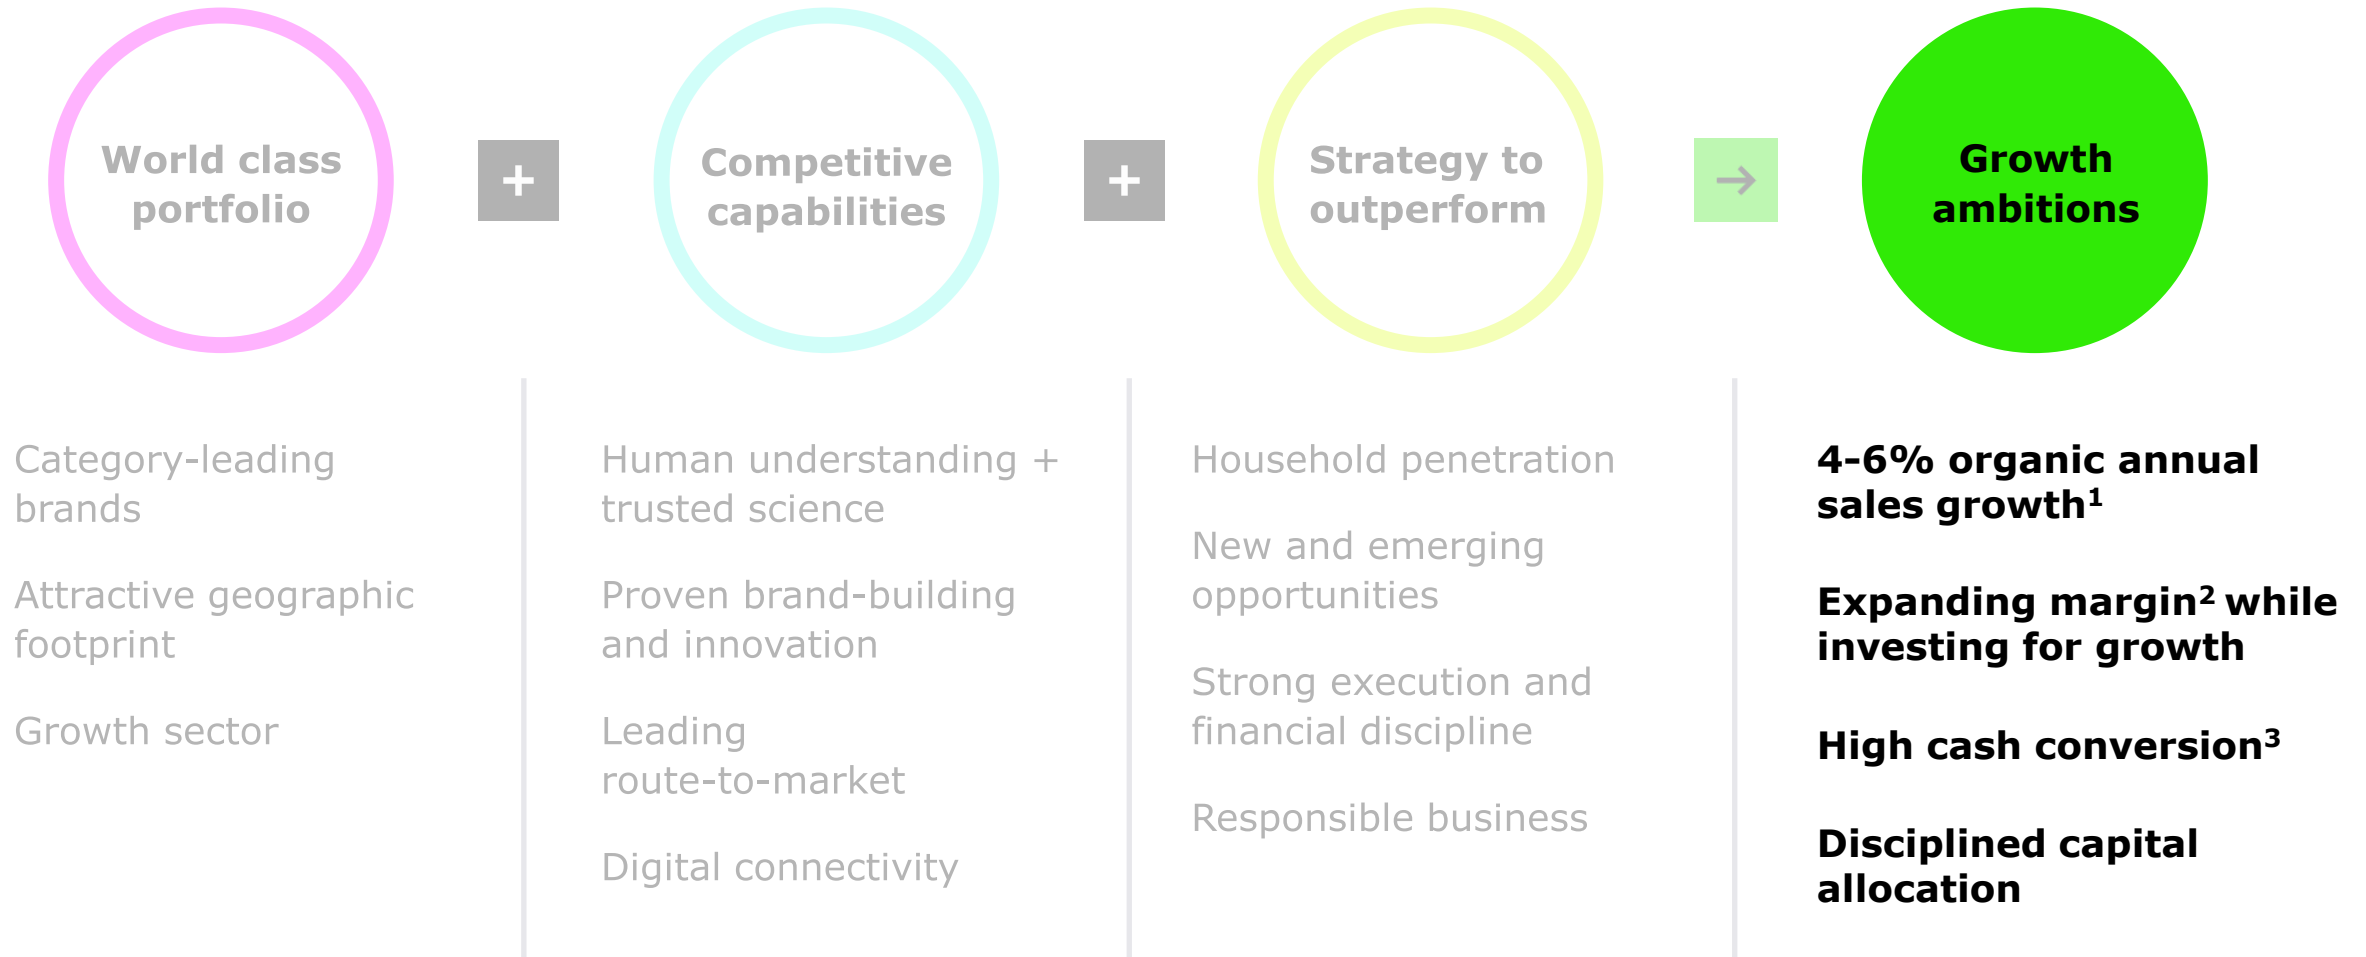 World class
portfolio
+
Competitive
capabilities
+
Strategy to
outperform
→
Growth
ambitions
Category-leading
brands
Attractive geographic
footprint
Growth sector
Human understanding +
trusted science
Proven brand-building
and innovation
Leading
route-to-market
Digital connectivity
Household penetration
New and emerging
opportunities
Strong execution and
financial discipline
Responsible business
4-6% organic annual
sales growth¹
Expanding margin² while
investing for growth
High cash conversion³
Disciplined capital
allocation